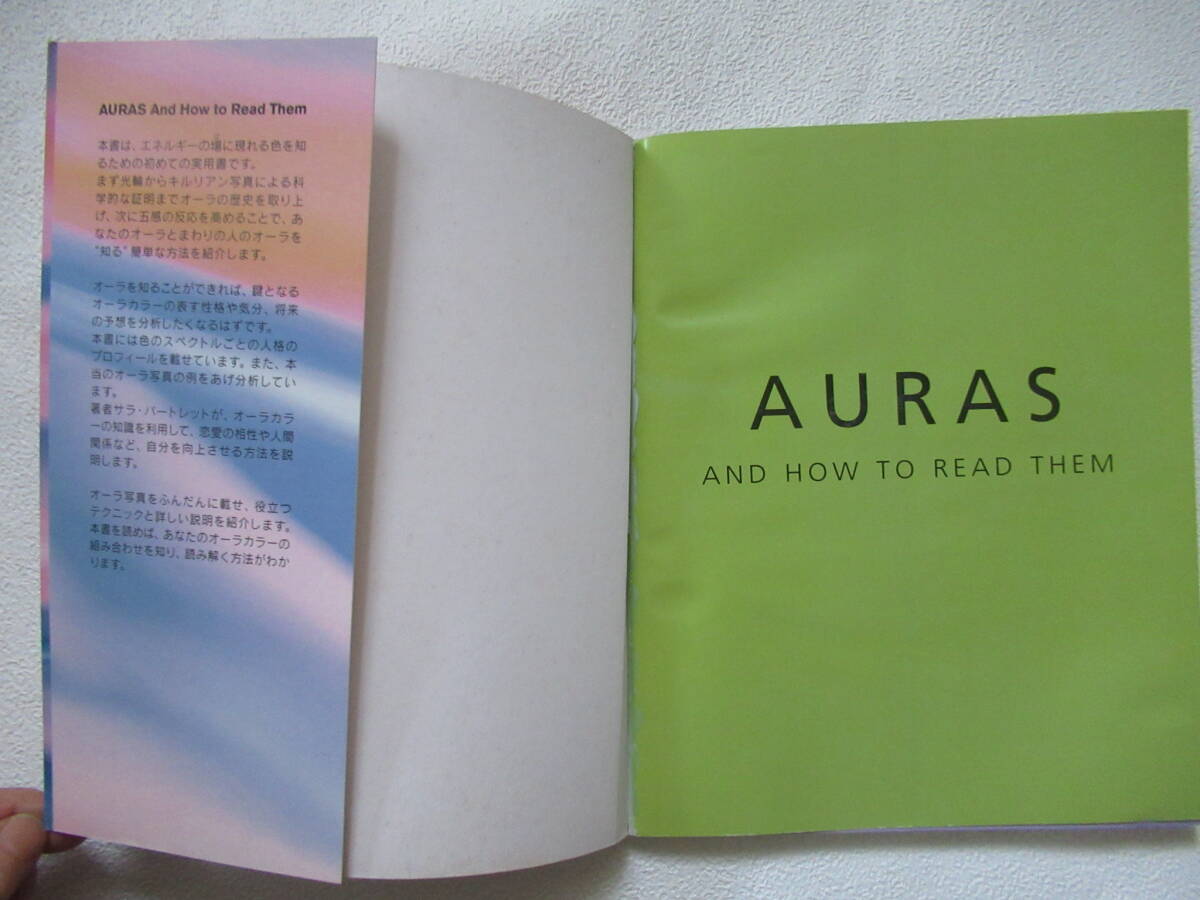 AURAS And How to Read Them
本書は、エネルギーの場に現れる色を知
るための初めての実用書です。
まず光輪からキルリアン写真による科
学的な証明までオーラの歴史を取り上
げ、次に五感の反応を高めることで、あ
なたのオーラとまわりの人のオーラを
“知る”簡単な方法を紹介します。
オーラを知ることができれば、鍵となる
オーラカラーの表す性格や気分、将来
の予想を分析したくなるはずです。
本書には色のスペクトルごとの人格の
プロフィールを載せています。また、本
当のオーラ写真の例をあげ分析してい
ます。
著者サラ・バートレットが、オーラカラ
ーの知識を利用して、恋愛の相性や人間
関係など、自分を向上させる方法を説
明します。
オーラ写真をふんだんに載せ、役立つ
テクニックと詳しい説明を紹介します。
本書を読めば、あなたのオーラカラーの
組み合わせを知り、読み解く方法がわか
ります。
AURAS
AND HOW TO READ THEM